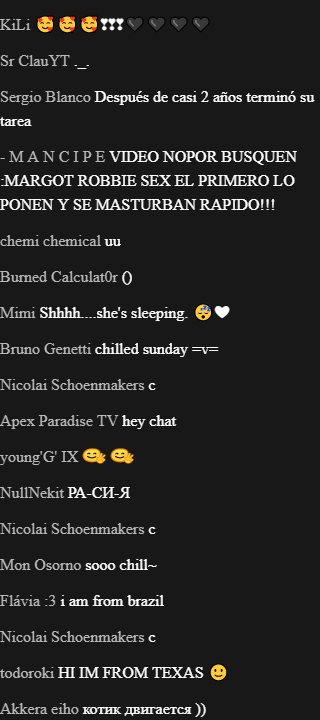 KiLi 🥰🥰🥰❣❣❣🖤🖤🖤🖤
Sr ClauYT ._.
Sergio Blanco Después de casi 2 años terminó su
tarea
- M A N C I P E VIDEO NOPOR BUSQUEN
:MARGOT ROBBIE SEX EL PRIMERO LO
PONEN Y SE MASTURBAN RAPIDO!!!
chemi chemical uu
Burned Calculat0r ()
Mimi Shhhh....she's sleeping. 😴🤍
Bruno Genetti chilled sunday =v=
Nicolai Schoenmakers c
Apex Paradise TV hey chat
young'G' IX
NullNekit РА-СИ-Я
Nicolai Schoenmakers c
Mon Osorno sooo chill~
Flávia :3 i am from brazil
Nicolai Schoenmakers c
todoroki HI IM FROM TEXAS 🙂
Akkera eiho котик двигается ))